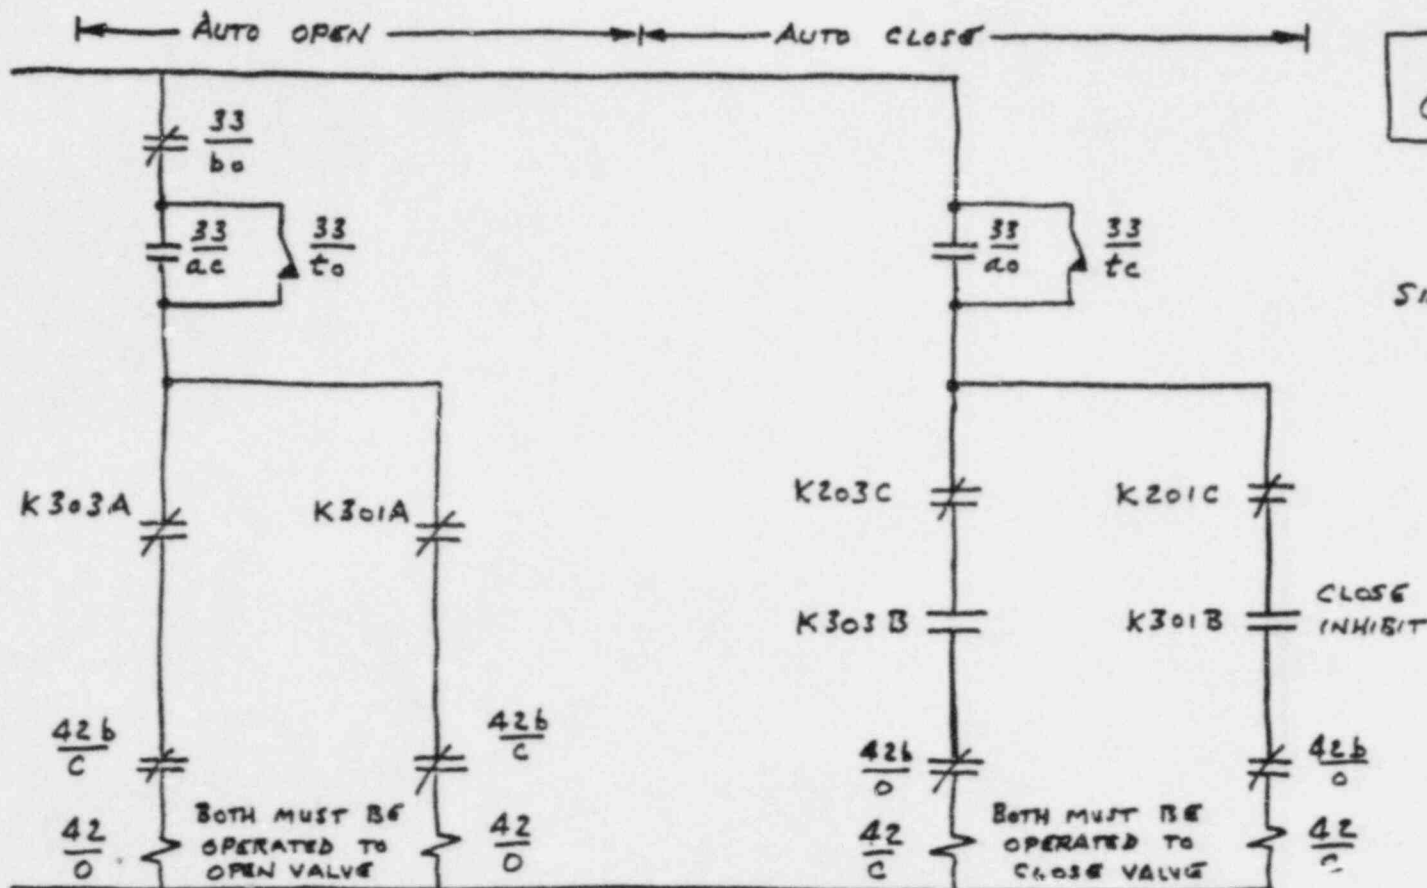 AUTO OPEN
AUTO CLOSE
33
bo
33
ac
33
to
33
ao
33
tc
K303A
K301A
K203C
K201C
K303B
K301B
CLOSE
INHIBIT
42b
C
42b
C
42b
O
42b
O
42
O
BOTH MUST BE
OPERATED TO
OPEN VALVE
42
O
42
C
BOTH MUST BE
OPERATED TO
CLOSE VALVE
42
C